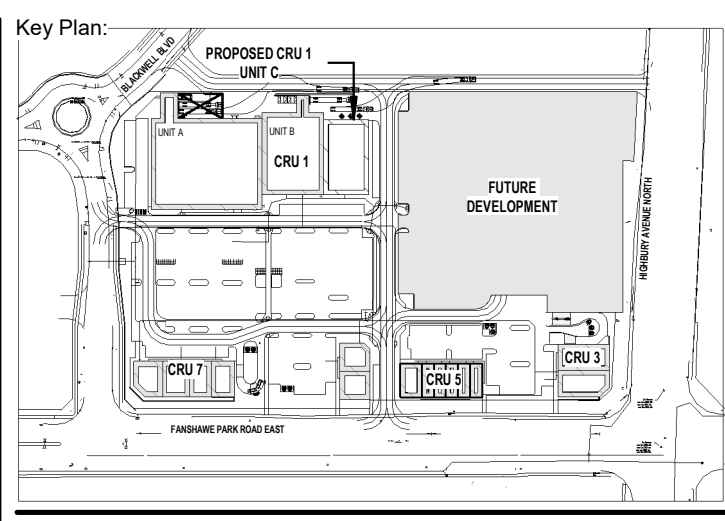 Key Plan:
BLACKWELL BLVD
PROPOSED CRU 1
UNIT C
UNIT A
UNIT B
CRU 1
FUTURE
DEVELOPMENT
HIGHBURY AVENUE NORTH
CRU 7
CRU 5
CRU 3
FANSHAWE PARK ROAD EAST